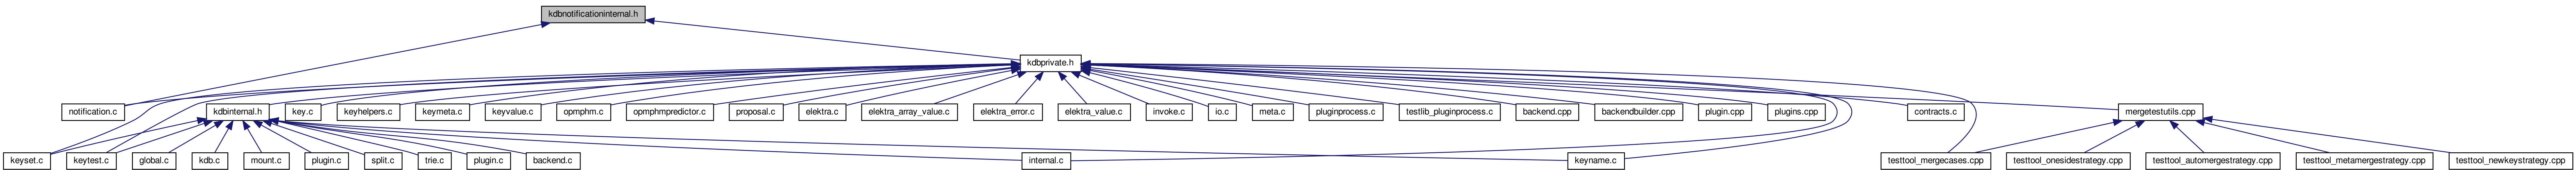 kdbnotificationinternal.h
kdbprivate.h
notification.c
kdbinternal.h
key.c
keyhelpers.c
keymeta.c
keyvalue.c
opmphm.c
opmphmpredictor.c
proposal.c
elektra.c
elektra_array_value.c
elektra_error.c
elektra_value.c
invoke.c
io.c
meta.c
pluginprocess.c
testlib_pluginprocess.c
backend.cpp
backendbuilder.cpp
plugin.cpp
plugins.cpp
contracts.c
mergetestutils.cpp
keyset.c
keytest.c
global.c
kdb.c
mount.c
plugin.c
split.c
trie.c
plugin.c
backend.c
internal.c
keyname.c
testtool_mergecases.cpp
testtool_onesidestrategy.cpp
testtool_automergestrategy.cpp
testtool_metamergestrategy.cpp
testtool_newkeystrategy.cpp